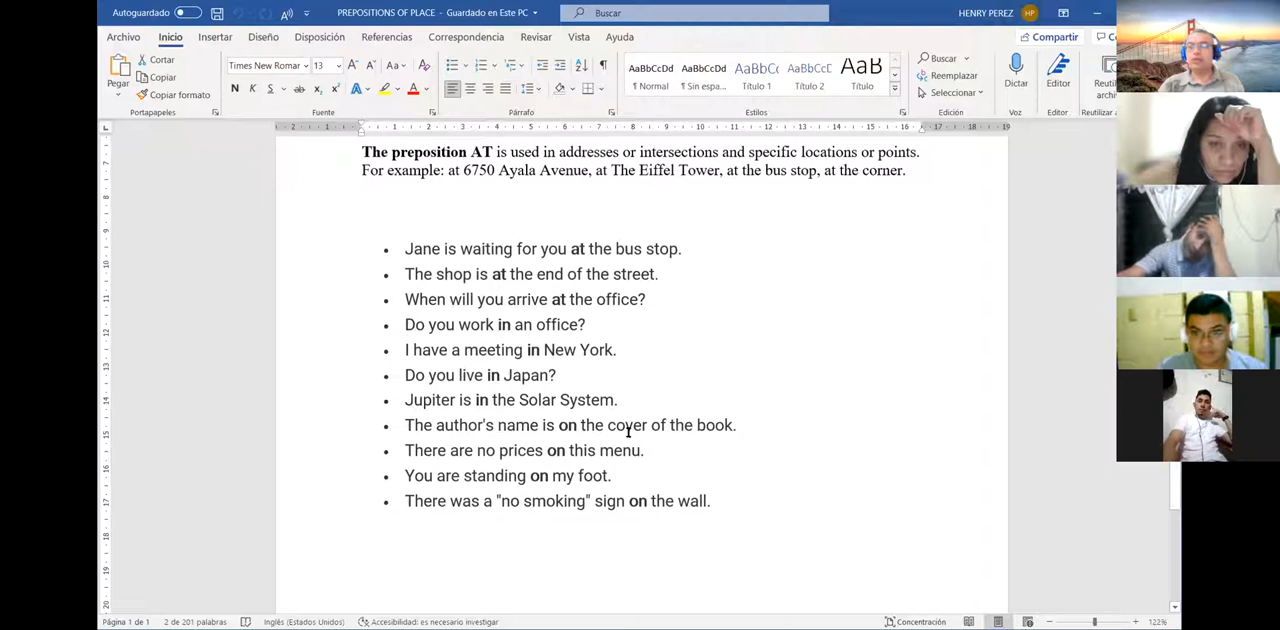 Autoguardado
PREPOSITIONS OF PLACE - Guardado en Este PC
Buscar
HENRY PEREZ
HP
Archivo Inicio Insertar Diseño Disposición Referencias Correspondencia Revisar Vista Ayuda
Compartir
Pegar
Cortar
Copiar
Copiar formato
Portapapeles
New Roman 13
Fuente
Párrafo
AaBbCcDd AaBbCcDd AaBbCc AaBbCcD AaB
¶ Normal ¶ Sin espa... Título 1 Título 2 Título
Estilos
Buscar
Reemplazar
Seleccionar
Edición
Dictar
Voz
Editor
Editor
The preposition AT is used in addresses or intersections and specific locations or points.
For example: at 6750 Ayala Avenue, at The Eiffel Tower, at the bus stop, at the corner.
• Jane is waiting for you at the bus stop.
• The shop is at the end of the street.
• When will you arrive at the office?
• Do you work in an office?
• I have a meeting in New York.
• Do you live in Japan?
• Jupiter is in the Solar System.
• The author's name is on the cover of the book.
• There are no prices on this menu.
• You are standing on my foot.
• There was a "no smoking" sign on the wall.
Página 1 de 1 2 de 201 palabras Inglés (Estados Unidos) Accesibilidad: es necesario investigar
Concentración
122%